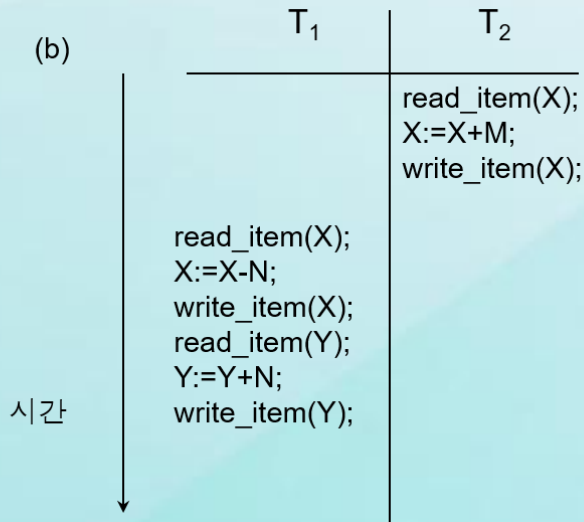 T₁ T₂
(b)
read_item(X);
X:=X+M;
write_item(X);
read_item(X);
X:=X-N;
write_item(X);
read_item(Y);
Y:=Y+N;
시간 write_item(Y);